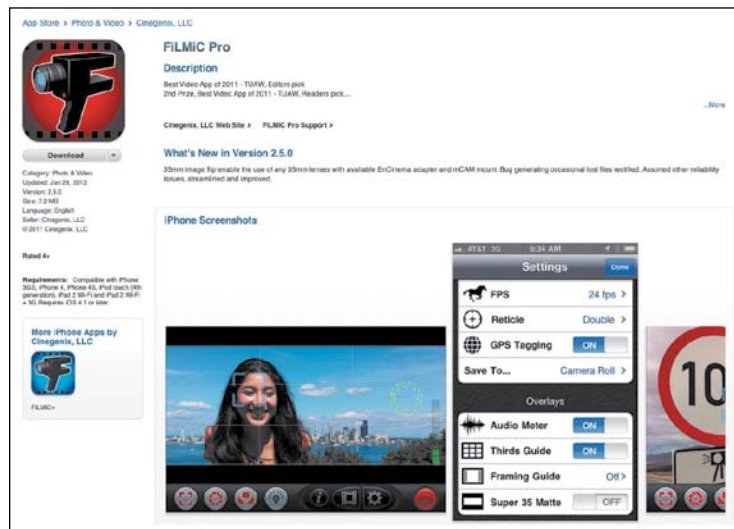 App Store > Photo & Video > Cinegenix, LLC
FiLMiC Pro
Description
Best Video App of 2011 - TUAW, Editors pick
2nd Prize, Best Video App of 2011 - TUAW, Readers pick...
...More
Cinegenix, LLC Web Site > FiLMiC Pro Support >
What's New in Version 2.5.0
35mm image flip enable the use of any 35mm lenses with available EnCinema adapter and mCAM mount. Bug generating occasional lost files rectified. Assorted other reliability
issues, streamlined and improved.
Download
Category: Photo & Video
Updated: Jan 28, 2012
Version: 2.5.0
Size: 7.2 MB
Language: English
Seller: Cinegenix, LLC
© 2011 Cinegenix, LLC
Rated 4+
Requirements: Compatible with iPhone
3GS, iPhone 4, iPhone 4S, iPod touch (4th
generation), iPad 2 Wi-Fi and iPad 2 Wi-Fi
+ 3G. Requires iOS 4.1 or later.
More iPhone Apps by
Cinegenix, LLC
FiLMiC+
iPhone Screenshots
AT&T 3G 9:34 AM
Settings Done
FPS 24 fps >
Reticle Double >
GPS Tagging ON
Save To... Camera Roll >
Overlays
Audio Meter ON
Thirds Guide ON
Framing Guide Off >
Super 35 Matte OFF
10